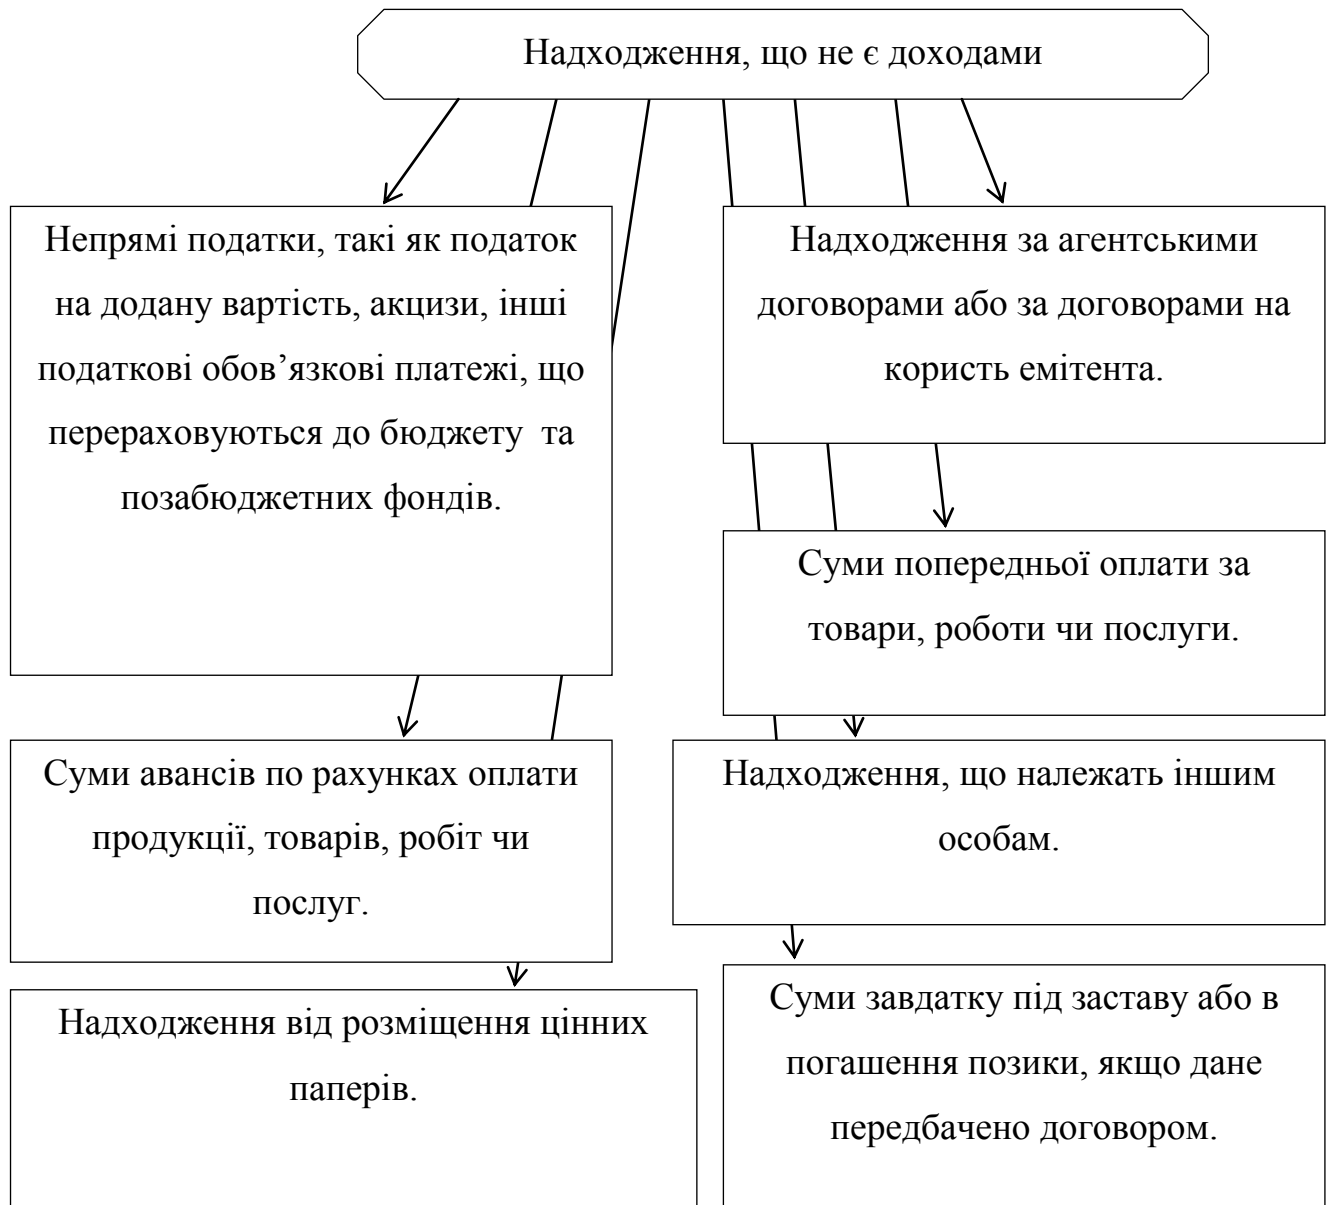 Надходження, що не є доходами
Непрямі податки, такі як податок
на додану вартість, акцизи, інші
податкові обов’язкові платежі, що
перераховуються до бюджету та
позабюджетних фондів.
Суми авансів по рахунках оплати
продукції, товарів, робіт чи
послуг.
Надходження від розміщення цінних
паперів.
Надходження за агентськими
договорами або за договорами на
користь емітента.
Суми попередньої оплати за
товари, роботи чи послуги.
Надходження, що належать іншим
особам.
Суми завдатку під заставу або в
погашення позики, якщо дане
передбачено договором.